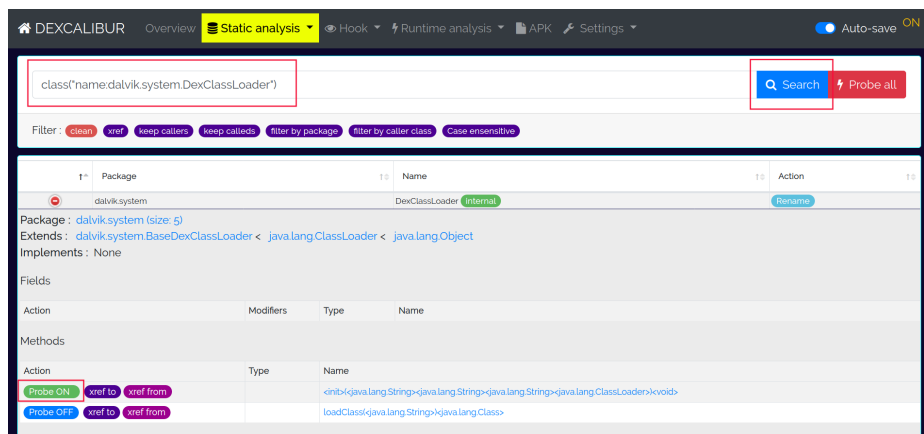 DEXCALIBUR Overview Static analysis Hook Runtime analysis APK Settings Auto-save ON
class("name:dalvik.system.DexClassLoader") Search Probe all
Filter : clean xref keep callers keep calleds filter by package filter by caller class Case ensensitive
Package Name Action
dalvik.system DexClassLoader internal Rename
Package : dalvik.system (size: 5)
Extends : dalvik.system.BaseDexClassLoader < java.lang.ClassLoader < java.lang.Object
Implements : None
Fields
Action Modifiers Type Name
Methods
Action Type Name
Probe ON xref to xref from <init>(<java.lang.String><java.lang.String><java.lang.String><java.lang.ClassLoader>)<void>
Probe OFF xref to xref from loadClass(<java.lang.String>)<java.lang.Class>